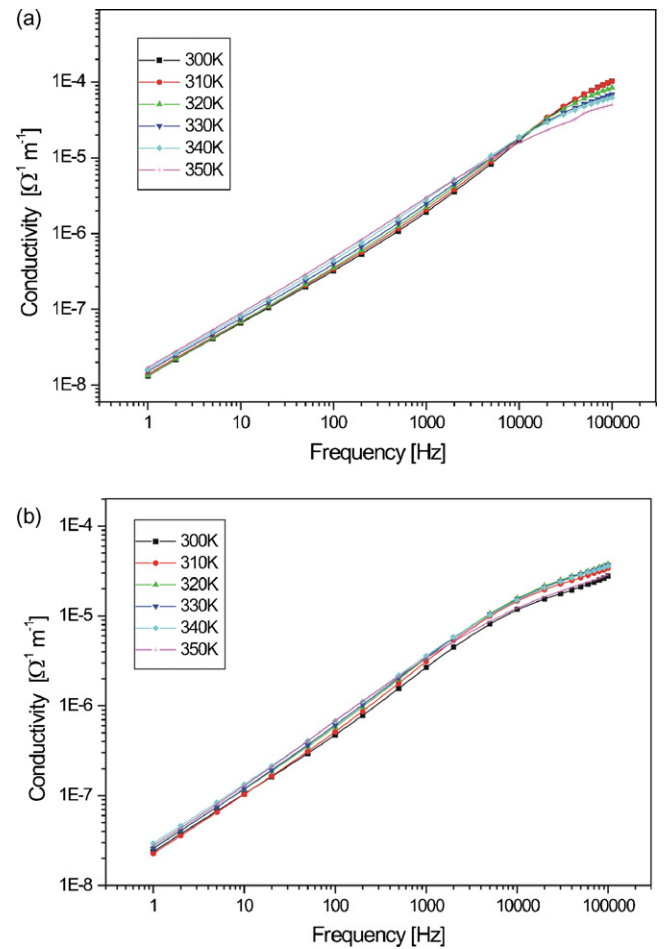 (a)
1E-4
1E-5
1E-6
1E-7
1E-8
Conductivity [Ω⁻¹ m⁻¹]
300K
310K
320K
330K
340K
350K
1 10 100 1000 10000 100000
Frequency [Hz]
(b)
1E-4
1E-5
1E-6
1E-7
1E-8
Conductivity [Ω⁻¹ m⁻¹]
300K
310K
320K
330K
340K
350K
1 10 100 1000 10000 100000
Frequency [Hz]